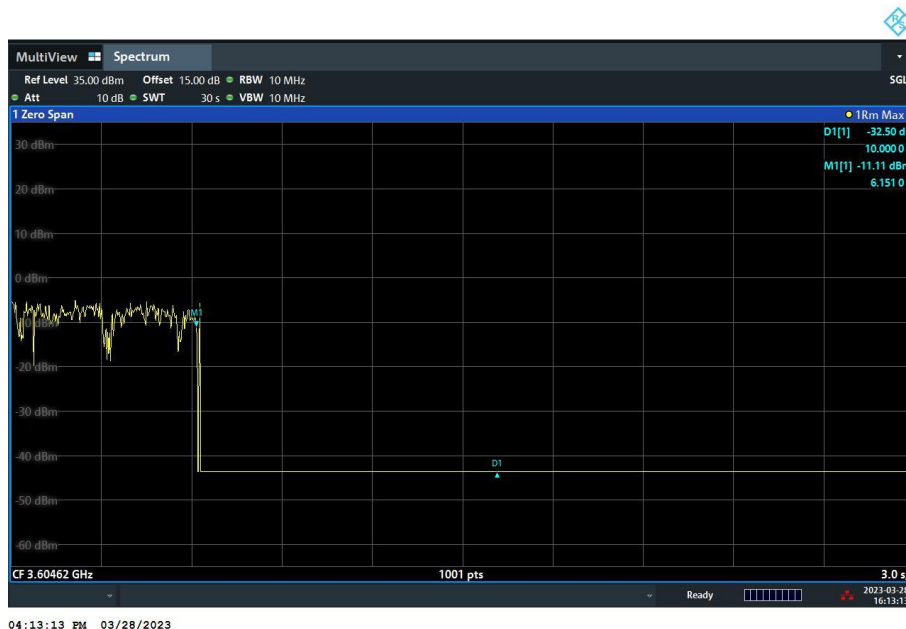 MultiView Spectrum
Ref Level 35.00 dBm Offset 15.00 dB RBW 10 MHz SGL
Att 10 dB SWT 30 s VBW 10 MHz
1 Zero Span 1Rm Max
D1[1] -32.50 d
10.000 0
M1[1] -11.11 dBm
6.151 0
30 dBm
20 dBm
10 dBm
0 dBm
M1
-10 dBm
-20 dBm
-30 dBm
-40 dBm
D1
-50 dBm
-60 dBm
CF 3.60462 GHz 1001 pts 3.0 s
Ready 2023-03-28
16:13:13
04:13:13 PM 03/28/2023